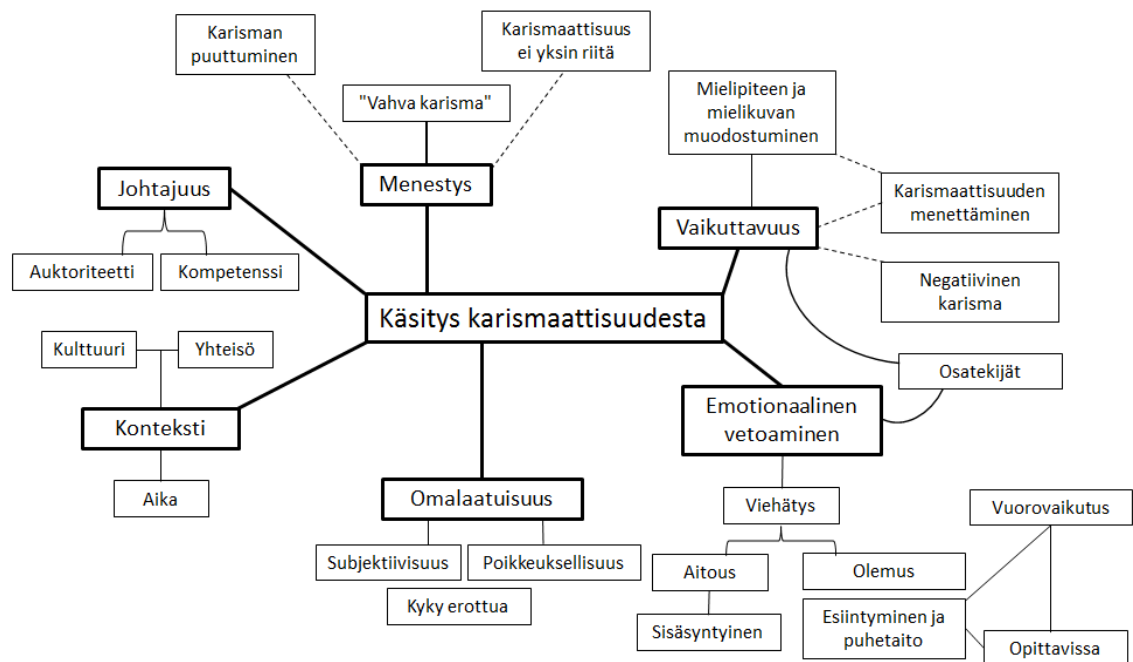 Karisman
puuttuminen
Karismaattisuus
ei yksin riitä
"Vahva karisma"
Mielipiteen ja
mielikuvan
muodostuminen
Johtajuus
Menestys
Karismaattisuuden
menettäminen
Vaikuttavuus
Auktoriteetti
Kompetenssi
Negatiivinen
karisma
Käsitys karismaattisuudesta
Kulttuuri
Yhteisö
Osatekijät
Konteksti
Emotionaalinen
vetoaminen
Aika
Omalaatuisuus
Viehätys
Vuorovaikutus
Subjektiivisuus
Poikkeuksellisuus
Aitous
Olemus
Kyky erottua
Sisäsyntyinen
Esiintyminen ja
puhetaito
Opittavissa